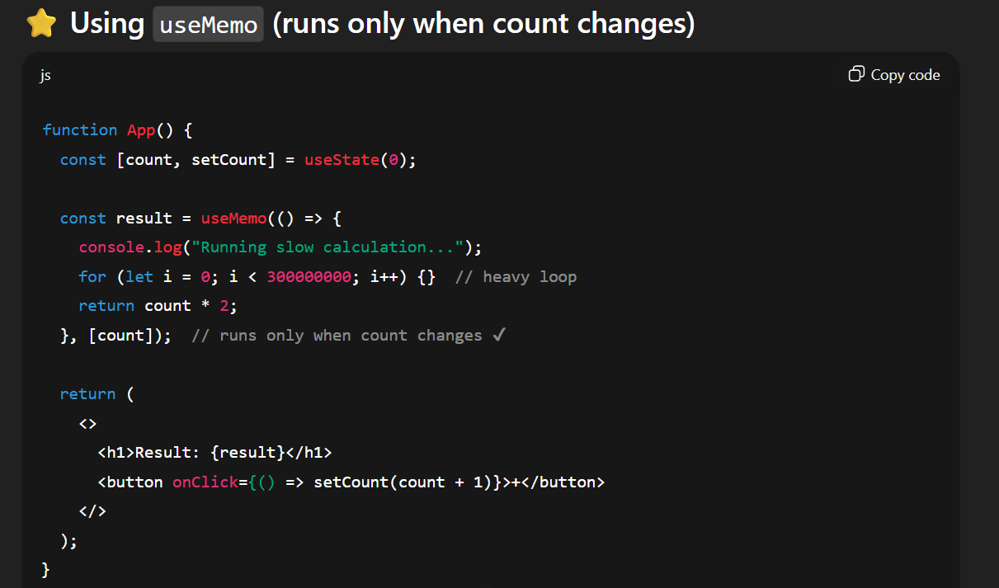 ⭐ Using useMemo (runs only when count changes)
js
Copy code
function App() {
  const [count, setCount] = useState(0);
  const result = useMemo(() => {
    console.log("Running slow calculation...");
    for (let i = 0; i < 300000000; i++) {}  // heavy loop
    return count * 2;
  }, [count]);  // runs only when count changes ✓
  return (
    <>
      <h1>Result: {result}</h1>
      <button onClick={() => setCount(count + 1)}>+</button>
    </>
  );
}